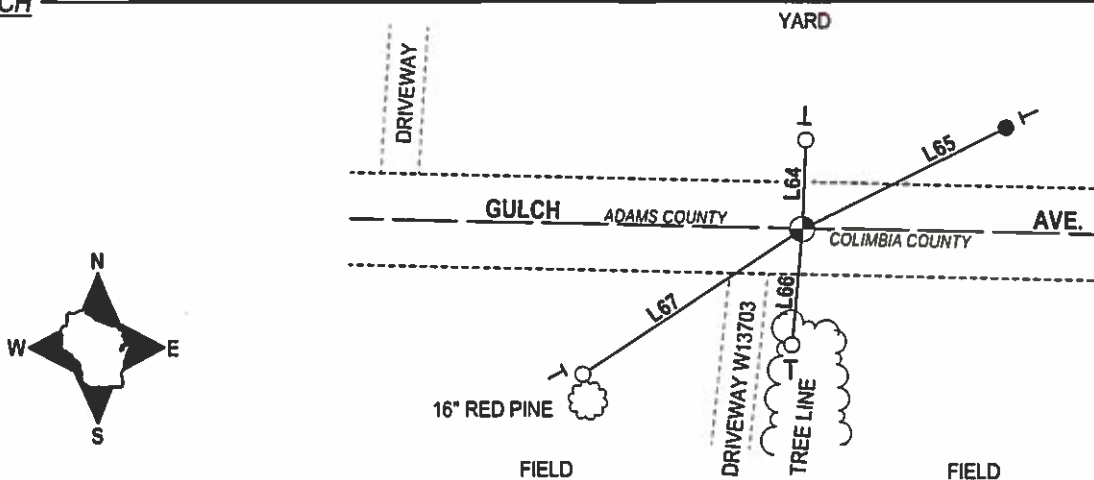 CH
YARD
DRIVEWAY
L65
L64
GULCH
ADAMS COUNTY
AVE.
COLIMBIA COUNTY
N
W
E
S
L67
L66
DRIVEWAY W13703
TREE LINE
16" RED PINE
FIELD
FIELD